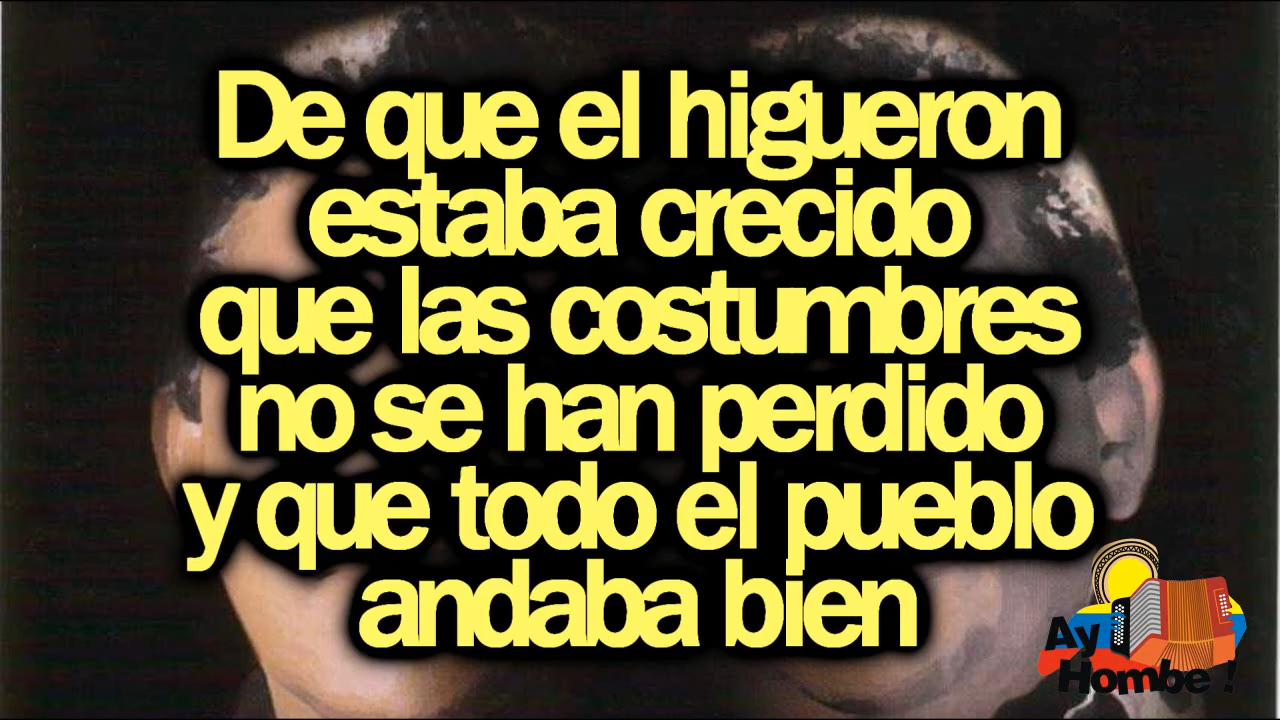 De que el higueron
estaba crecido
que las costumbres
no se han perdido
y que todo el pueblo
andaba bien
Ay
Hombe !